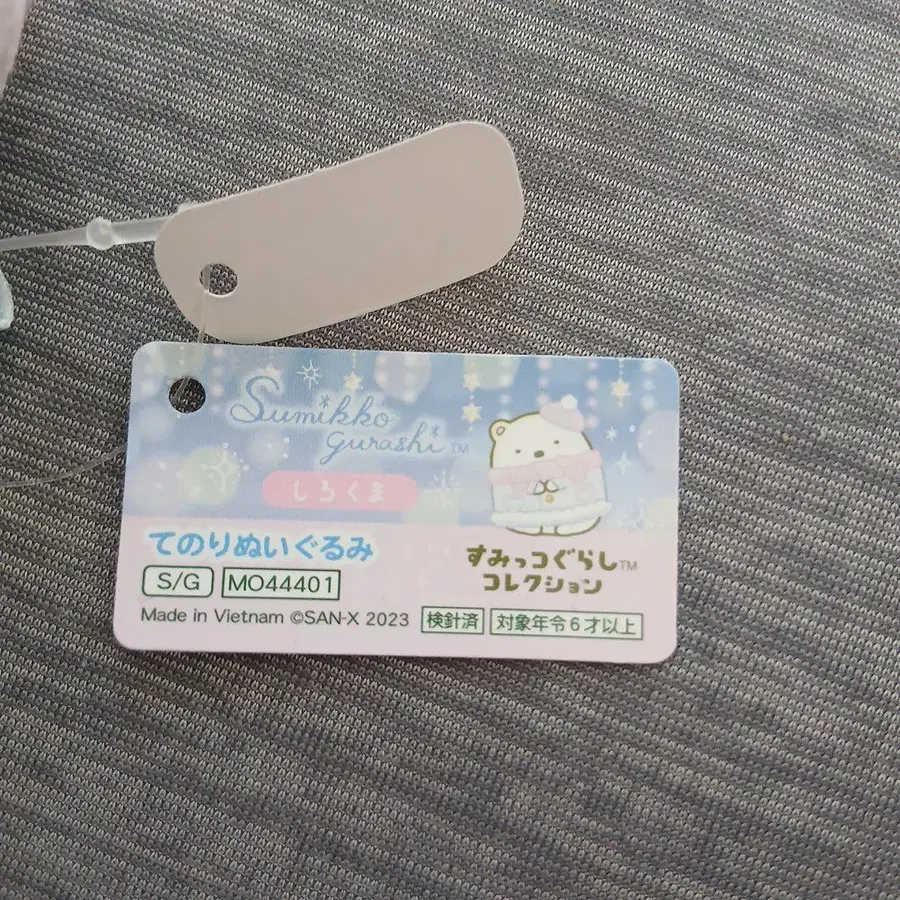 Sumikko
gurashi™
しろくま
てのりぬいぐるみ
すみっコぐらし™
コレクション
S/G MO44401
Made in Vietnam ©SAN-X 2023 検針済 対象年令6才以上